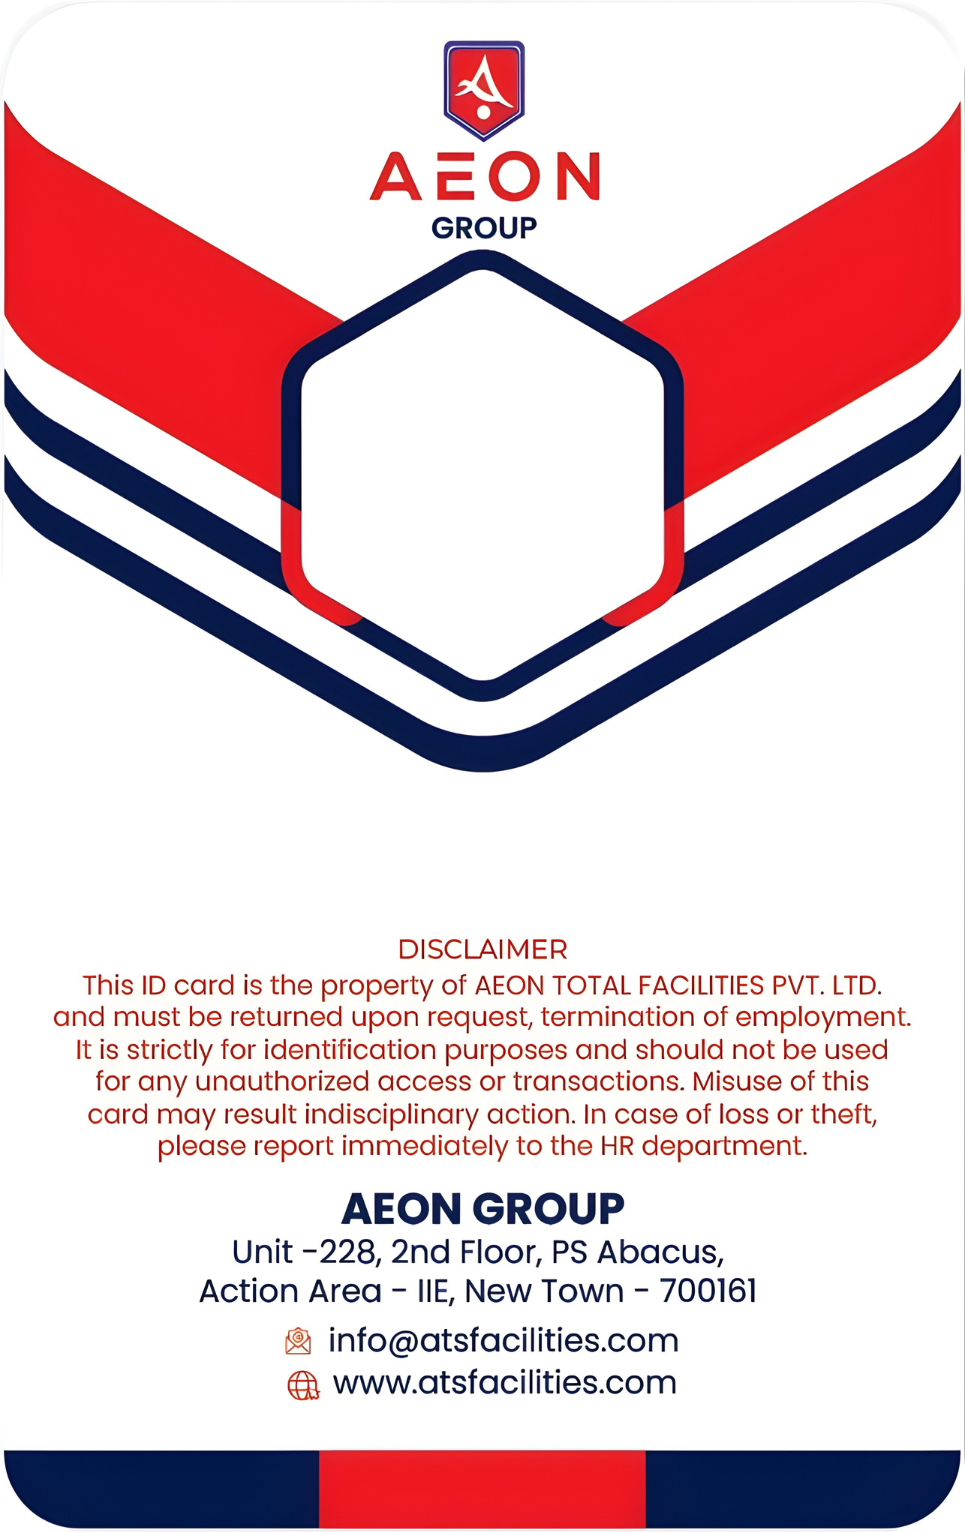 AEON
GROUP
DISCLAIMER
This ID card is the property of AEON TOTAL FACILITIES PVT. LTD.
and must be returned upon request, termination of employment.
It is strictly for identification purposes and should not be used
for any unauthorized access or transactions. Misuse of this
card may result indisciplinary action. In case of loss or theft,
please report immediately to the HR department.
AEON GROUP
Unit -228, 2nd Floor, PS Abacus,
Action Area - IIE, New Town - 700161
info@atsfacilities.com
www.atsfacilities.com